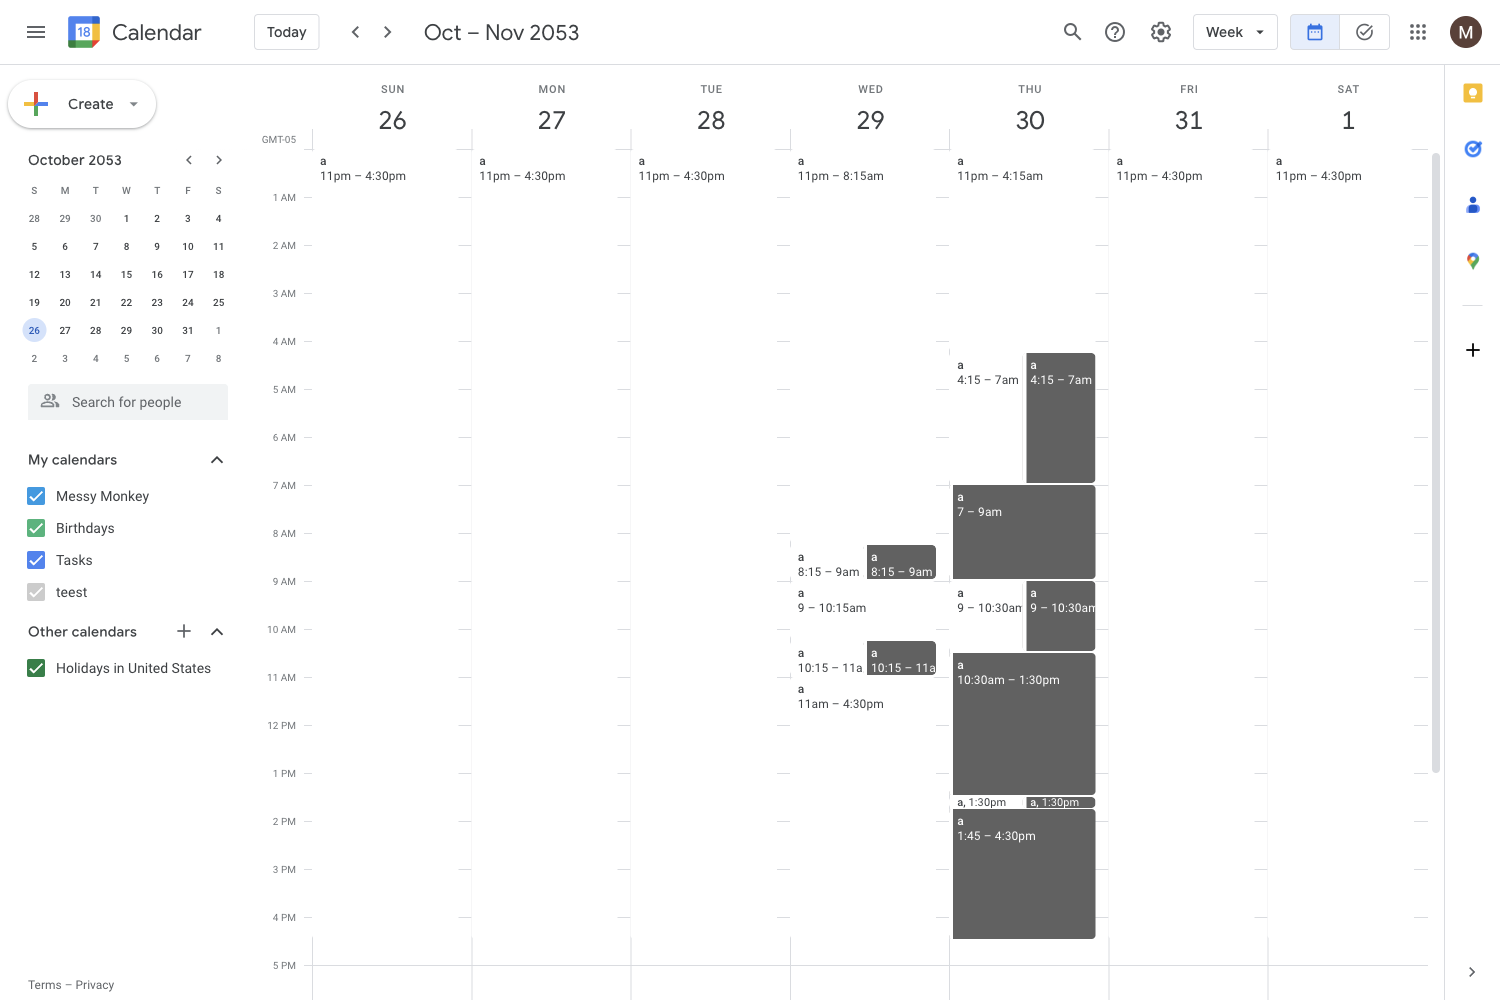 18 Calendar Today Oct – Nov 2053 Week M
Create
October 2053
S M T W T F S
28 29 30 1 2 3 4
5 6 7 8 9 10 11
12 13 14 15 16 17 18
19 20 21 22 23 24 25
26 27 28 29 30 31 1
2 3 4 5 6 7 8
Search for people
My calendars
Messy Monkey
Birthdays
Tasks
teest
Other calendars
Holidays in United States
Terms – Privacy
GMT-05
SUN MON TUE WED THU FRI SAT
26 27 28 29 30 31 1
1 AM
2 AM
3 AM
4 AM
5 AM
6 AM
7 AM
8 AM
9 AM
10 AM
11 AM
12 PM
1 PM
2 PM
3 PM
4 PM
5 PM
a
11pm – 4:30pm
a
11pm – 4:30pm
a
11pm – 4:30pm
a
11pm – 8:15am
a
8:15 – 9am
a
8:15 – 9am
a
9 – 10:15am
a
10:15 – 11a
a
10:15 – 11a
a
11am – 4:30pm
a
11pm – 4:15am
a
4:15 – 7am
a
4:15 – 7am
a
7 – 9am
a
9 – 10:30am
a
9 – 10:30am
a
10:30am – 1:30pm
a, 1:30pm
a, 1:30pm
a
1:45 – 4:30pm
a
11pm – 4:30pm
a
11pm – 4:30pm